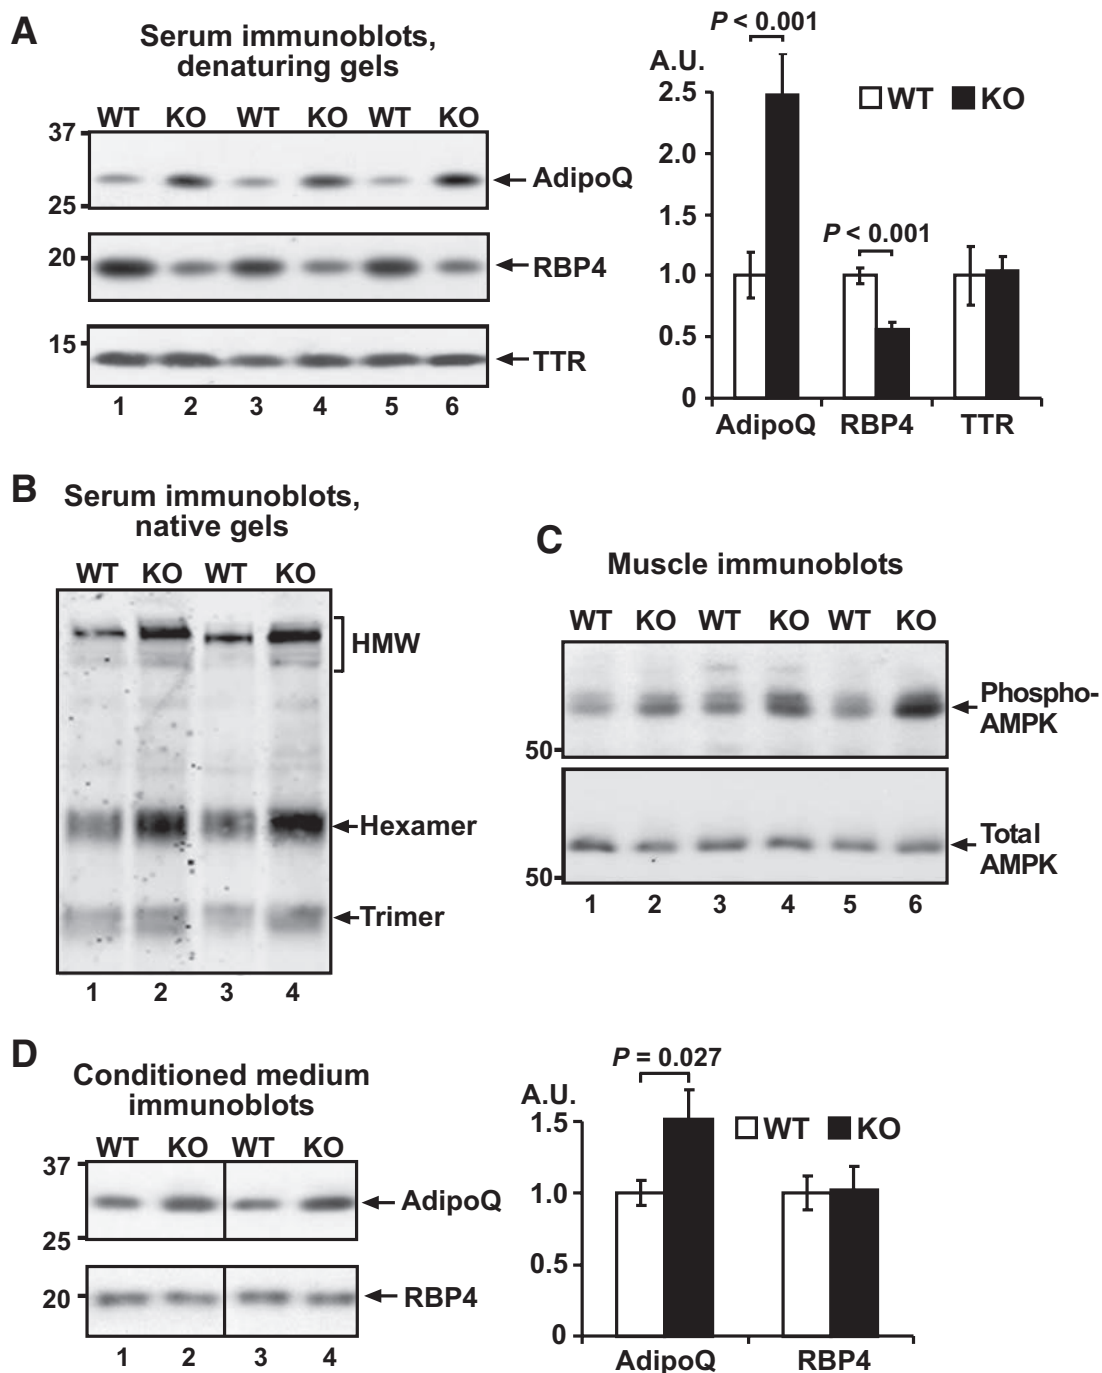 A
Serum immunoblots,
denaturing gels
WT KO WT KO WT KO
37
25
AdipoQ
20
RBP4
15
TTR
1 2 3 4 5 6
P < 0.001
A.U.
2.5
2.0
1.5
1.0
0.5
0
WT KO
P < 0.001
AdipoQ RBP4 TTR
B
Serum immunoblots,
native gels
WT KO WT KO
HMW
Hexamer
Trimer
1 2 3 4
C
Muscle immunoblots
WT KO WT KO WT KO
Phospho-
AMPK
50
Total
AMPK
50
1 2 3 4 5 6
D
Conditioned medium
immunoblots
WT KO WT KO
37
25
AdipoQ
20
RBP4
1 2 3 4
P = 0.027
A.U.
1.5
1.0
0.5
0
WT KO
AdipoQ RBP4